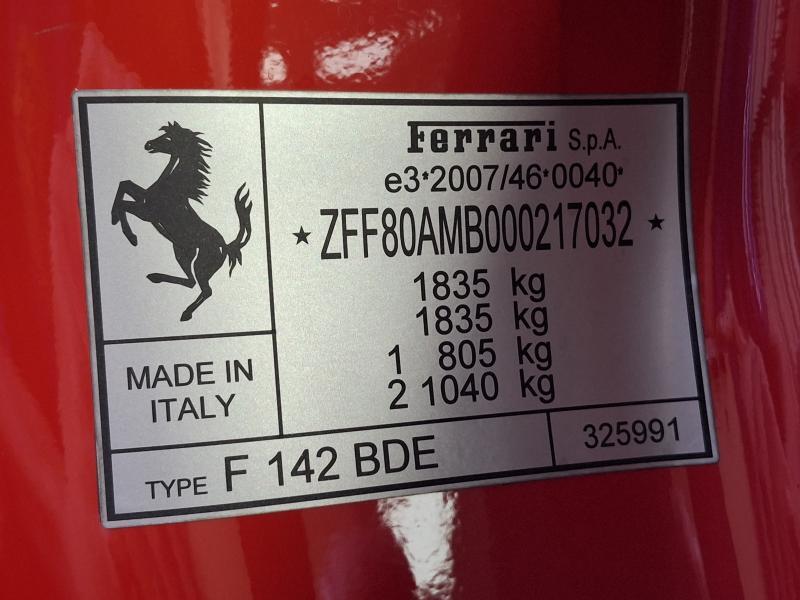 Ferrari S.p.A.
e3*2007/46*0040*
★ ZFF80AMB000217032 ★
1835 kg
1835 kg
1 805 kg
2 1040 kg
MADE IN
ITALY
TYPE F 142 BDE
325991